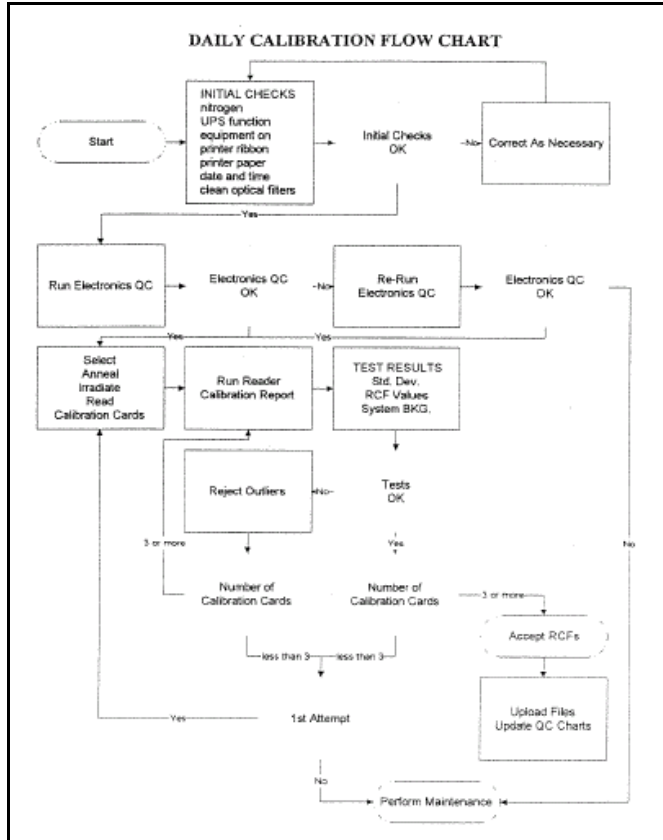 DAILY CALIBRATION FLOW CHART
Start
INITIAL CHECKS
nitrogen
UPS function
equipment on
printer ribbon
printer paper
date and time
clean optical filters
Initial Checks
OK
No
Correct As Necessary
Yes
Run Electronics QC
Electronics QC
OK
No
Re-Run
Electronics QC
Electronics QC
OK
Yes
Yes
Select
Anneal
Irradiate
Read
Calibration Cards
Run Reader
Calibration Report
TEST RESULTS
Std. Dev.
RCF Values
System BKG.
Reject Outliers
No
Tests
OK
3 or more
Yes
No
Number of
Calibration Cards
Number of
Calibration Cards
3 or more
Accept RCFs
less than 3
less than 3
Upload Files
Update QC Charts
Yes
1st Attempt
No
Perform Maintenance